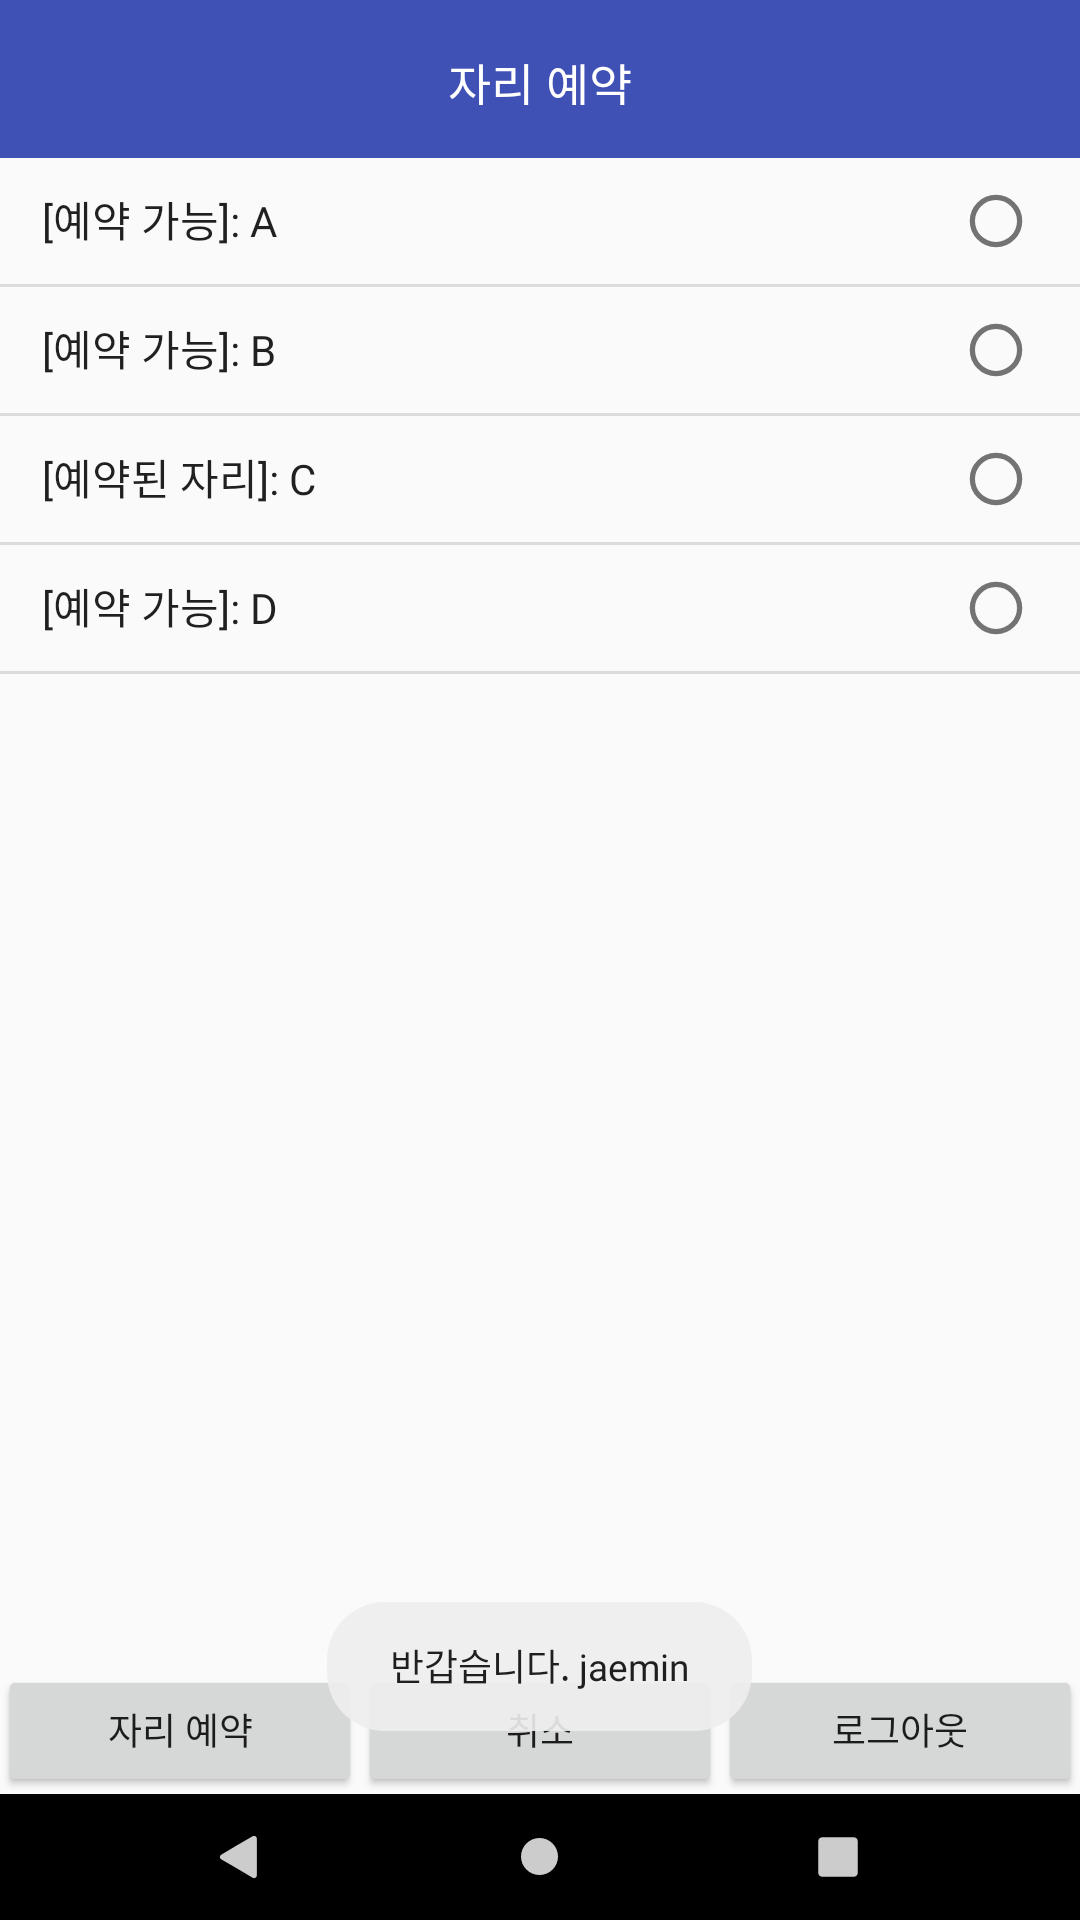 자리 예약
[예약 가능]: A
[예약 가능]: B
[예약된 자리]: C
[예약 가능]: D
반갑습니다. jaemin
자리 예약
취소
로그아웃